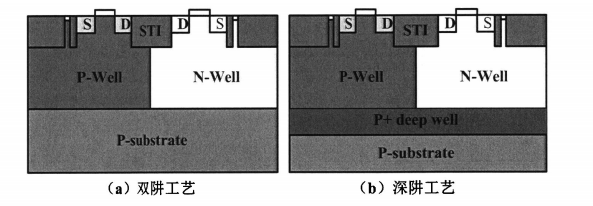 S D STI D S S D STI D S
P-Well N-Well P-Well N-Well
P+ deep well
P-substrate P-substrate
(a) 双阱工艺 (b) 深阱工艺